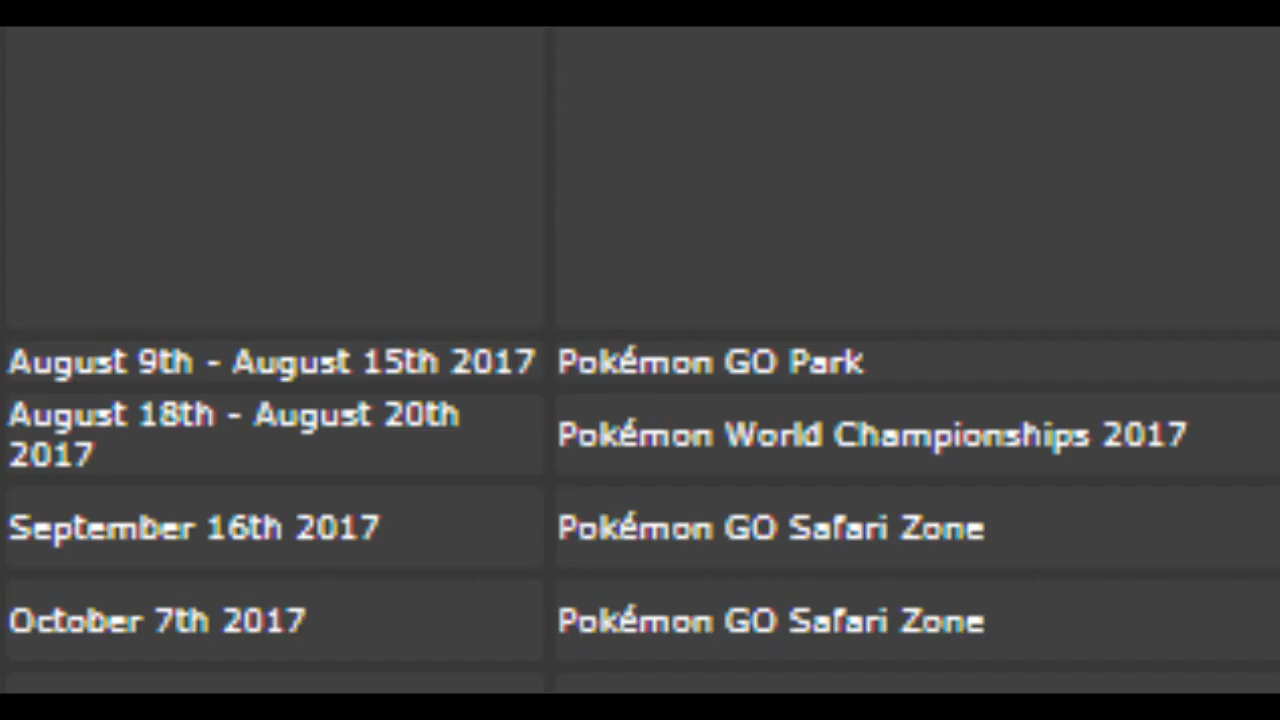 August 9th - August 15th 2017 Pokémon GO Park
August 18th - August 20th
2017
Pokémon World Championships 2017
September 16th 2017 Pokémon GO Safari Zone
October 7th 2017 Pokémon GO Safari Zone